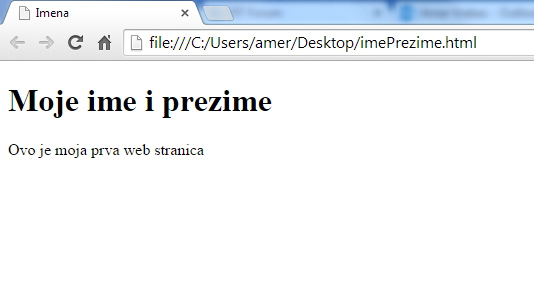 Imena
file:///C:/Users/amer/Desktop/imePrezime.html
Moje ime i prezime
Ovo je moja prva web stranica